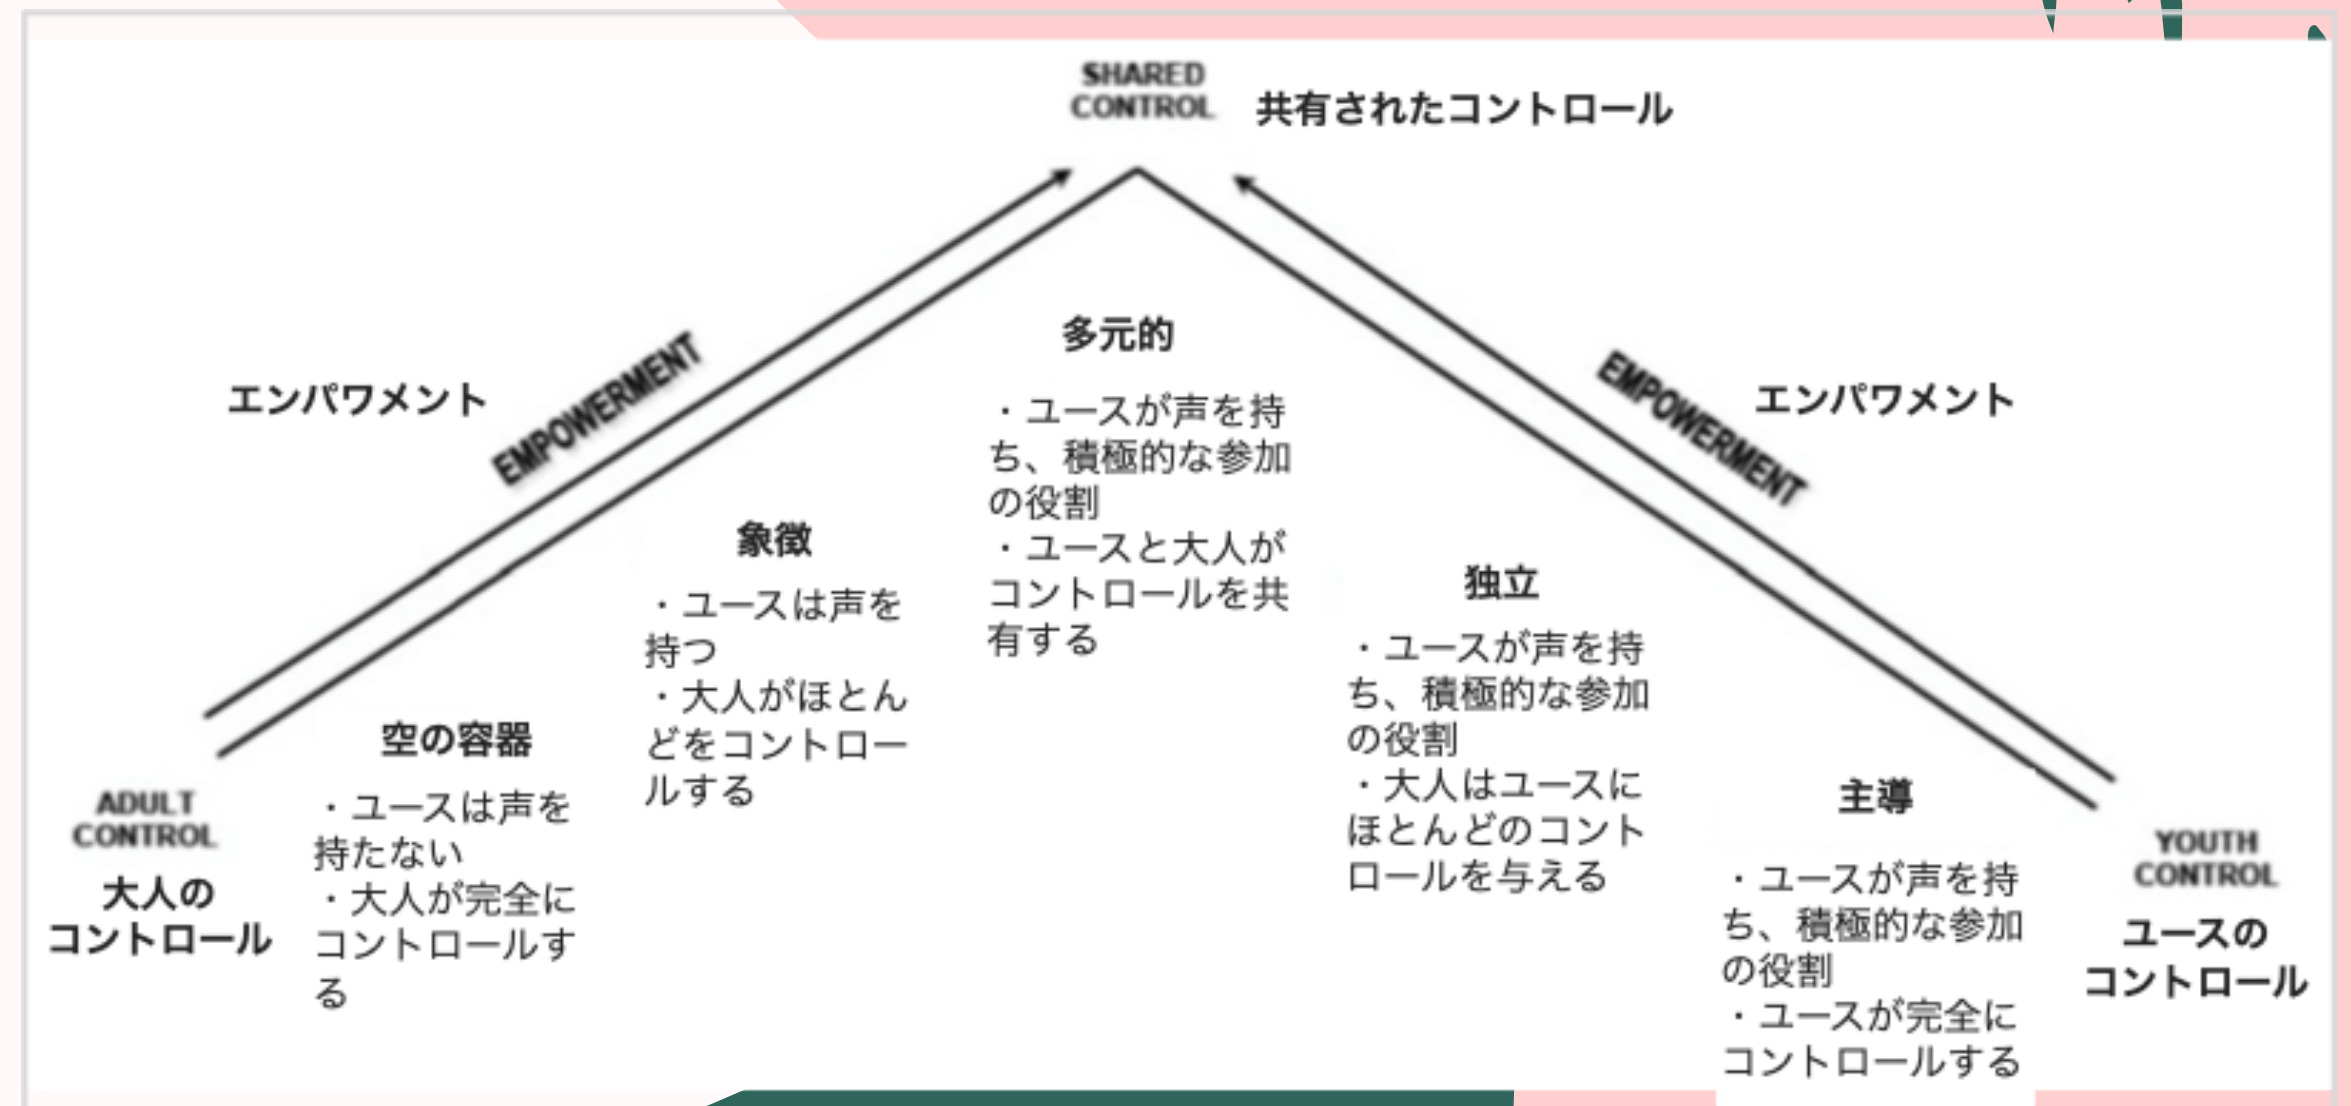 SHARED
CONTROL
共有されたコントロール
エンパワメント
EMPOWERMENT
EMPOWERMENT
エンパワメント
多元的
・ユースが声を持
ち、積極的な参加
の役割
・ユースと大人が
コントロールを共
有する
象徴
・ユースは声を
持つ
・大人がほとん
どをコントロー
ルする
独立
・ユースが声を持
ち、積極的な参加
の役割
・大人はユースに
ほとんどのコント
ロールを与える
空の容器
・ユースは声を
持たない
・大人が完全に
コントロールす
る
主導
・ユースが声を持
ち、積極的な参加
の役割
・ユースが完全に
コントロールする
ADULT
CONTROL
大人の
コントロール
YOUTH
CONTROL
ユースの
コントロール